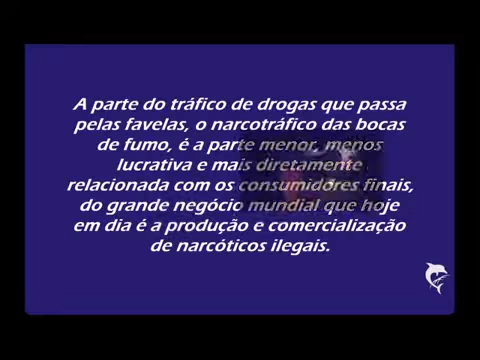 A parte do tráfico de drogas que passa
pelas favelas, o narcotráfico das bocas
de fumo, é a parte menor, menos
lucrativa e mais diretamente
relacionada com os consumidores finais,
do grande negócio mundial que hoje
em dia é a produção e comercialização
de narcóticos ilegais.